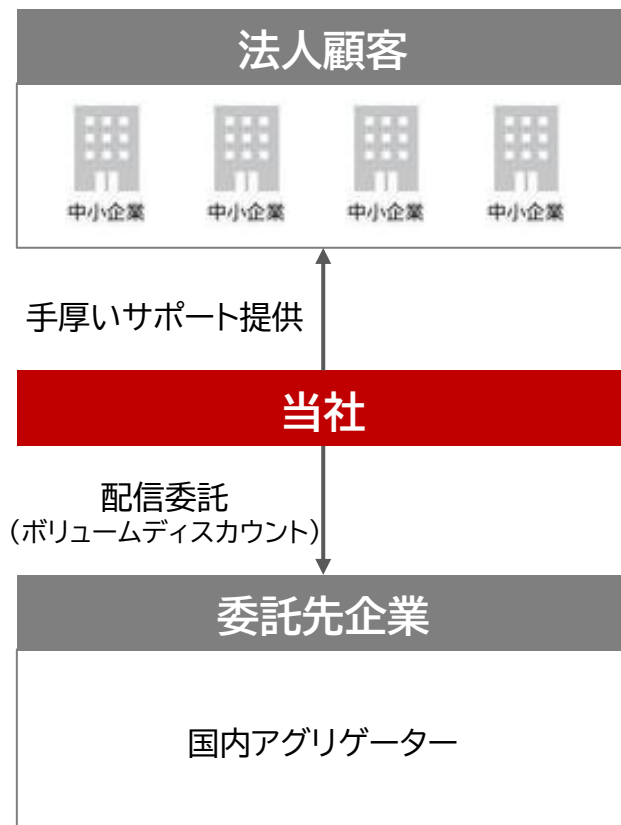 法人顧客
中小企業 中小企業 中小企業 中小企業
手厚いサポート提供
当社
配信委託
(ボリュームディスカウント)
委託先企業
国内アグリゲーター